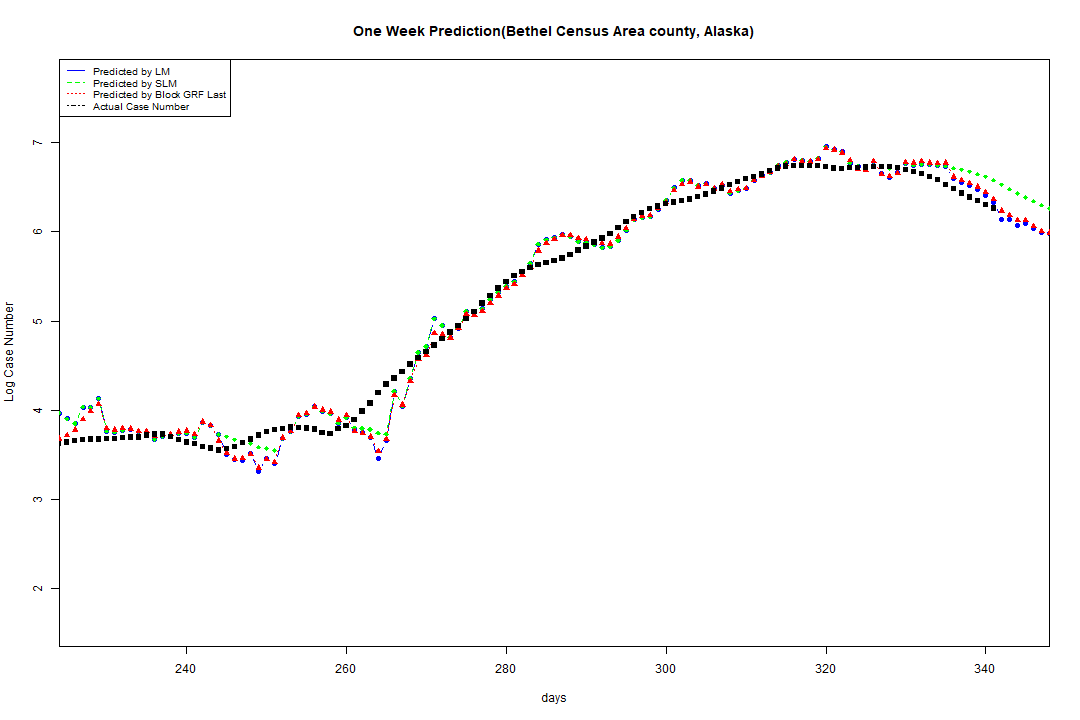 One Week Prediction(Bethel Census Area county, Alaska)
Predicted by LM
Predicted by SLM
Predicted by Block GRF Last
Actual Case Number
7
6
5
4
3
2
Log Case Number
240
260
280
300
320
340
days